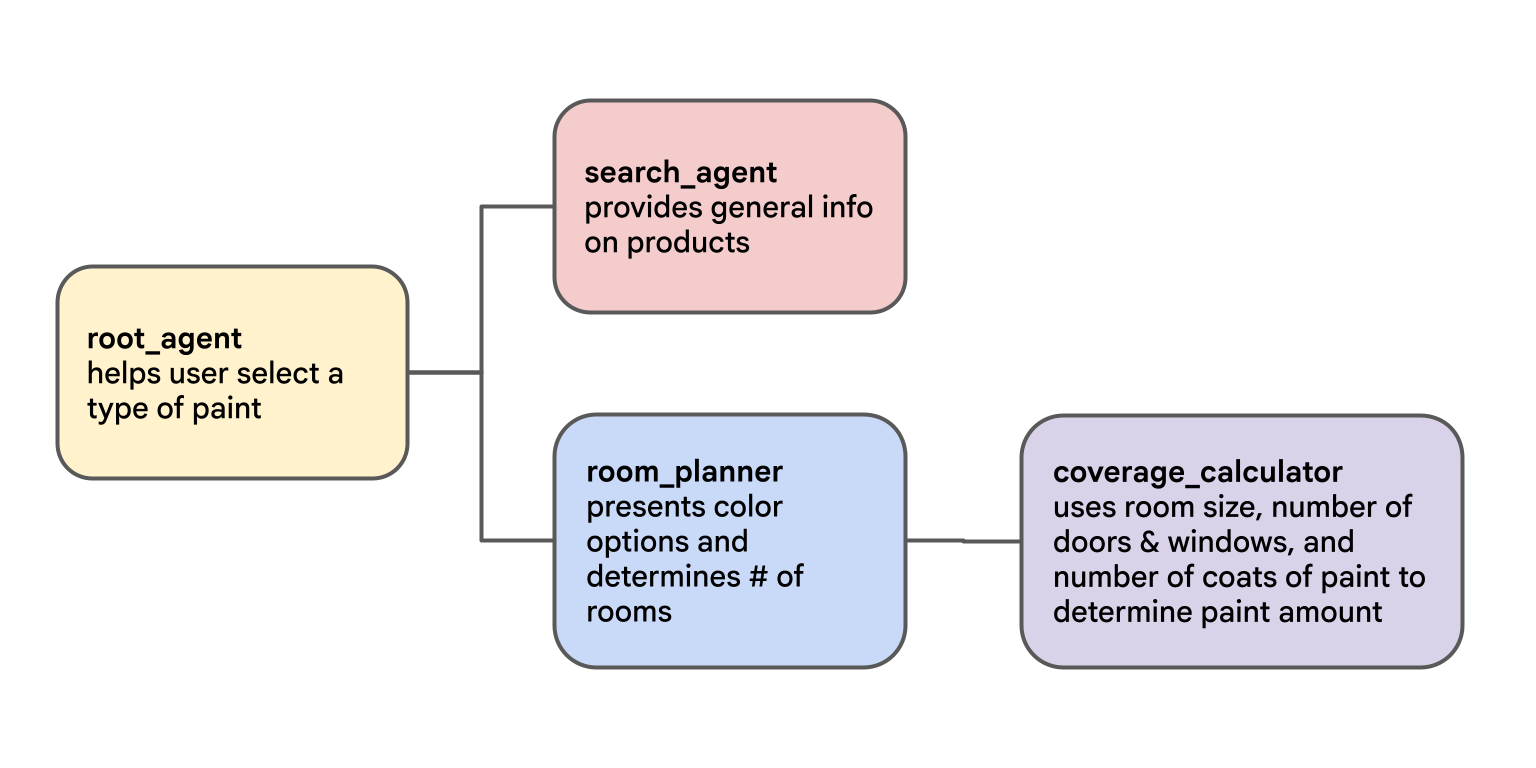 search_agent
provides general info
on products
root_agent
helps user select a
type of paint
room_planner
presents color
options and
determines # of
rooms
coverage_calculator
uses room size, number of
doors & windows, and
number of coats of paint to
determine paint amount